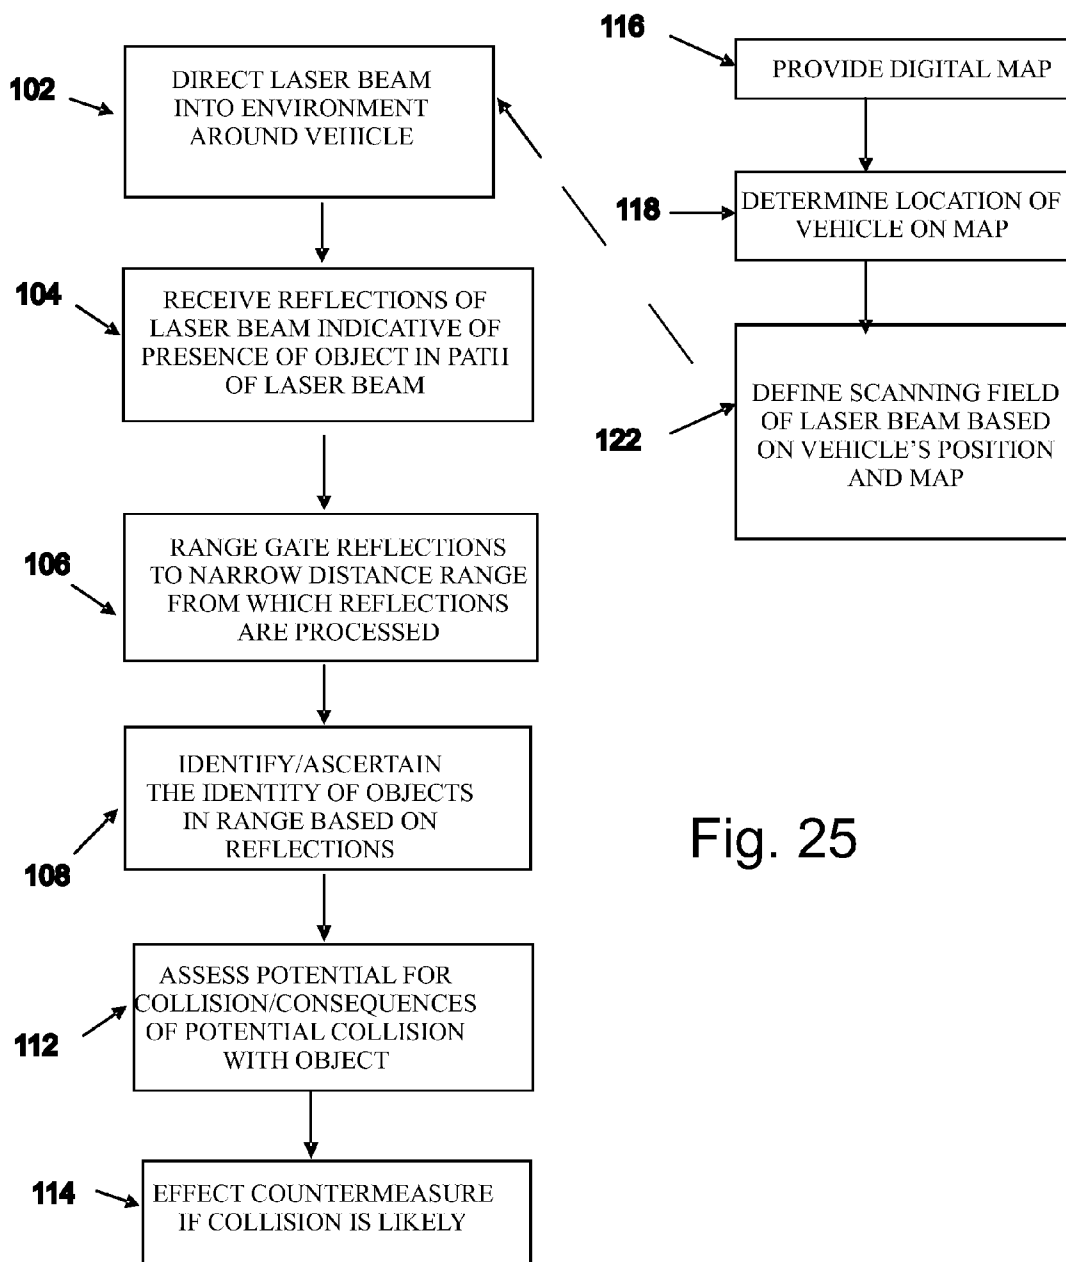 102
DIRECT LASER BEAM
INTO ENVIRONMENT
AROUND VEHICLE
104
RECEIVE REFLECTIONS OF
LASER BEAM INDICATIVE OF
PRESENCE OF OBJECT IN PATH
OF LASER BEAM
106
RANGE GATE REFLECTIONS
TO NARROW DISTANCE RANGE
FROM WHICH REFLECTIONS
ARE PROCESSED
108
IDENTIFY/ASCERTAIN
THE IDENTITY OF OBJECTS
IN RANGE BASED ON
REFLECTIONS
112
ASSESS POTENTIAL FOR
COLLISION/CONSEQUENCES
OF POTENTIAL COLLISION
WITH OBJECT
114
EFFECT COUNTERMEASURE
IF COLLISION IS LIKELY
116
PROVIDE DIGITAL MAP
118
DETERMINE LOCATION OF
VEHICLE ON MAP
122
DEFINE SCANNING FIELD
OF LASER BEAM BASED
ON VEHICLE'S POSITION
AND MAP
Fig. 25